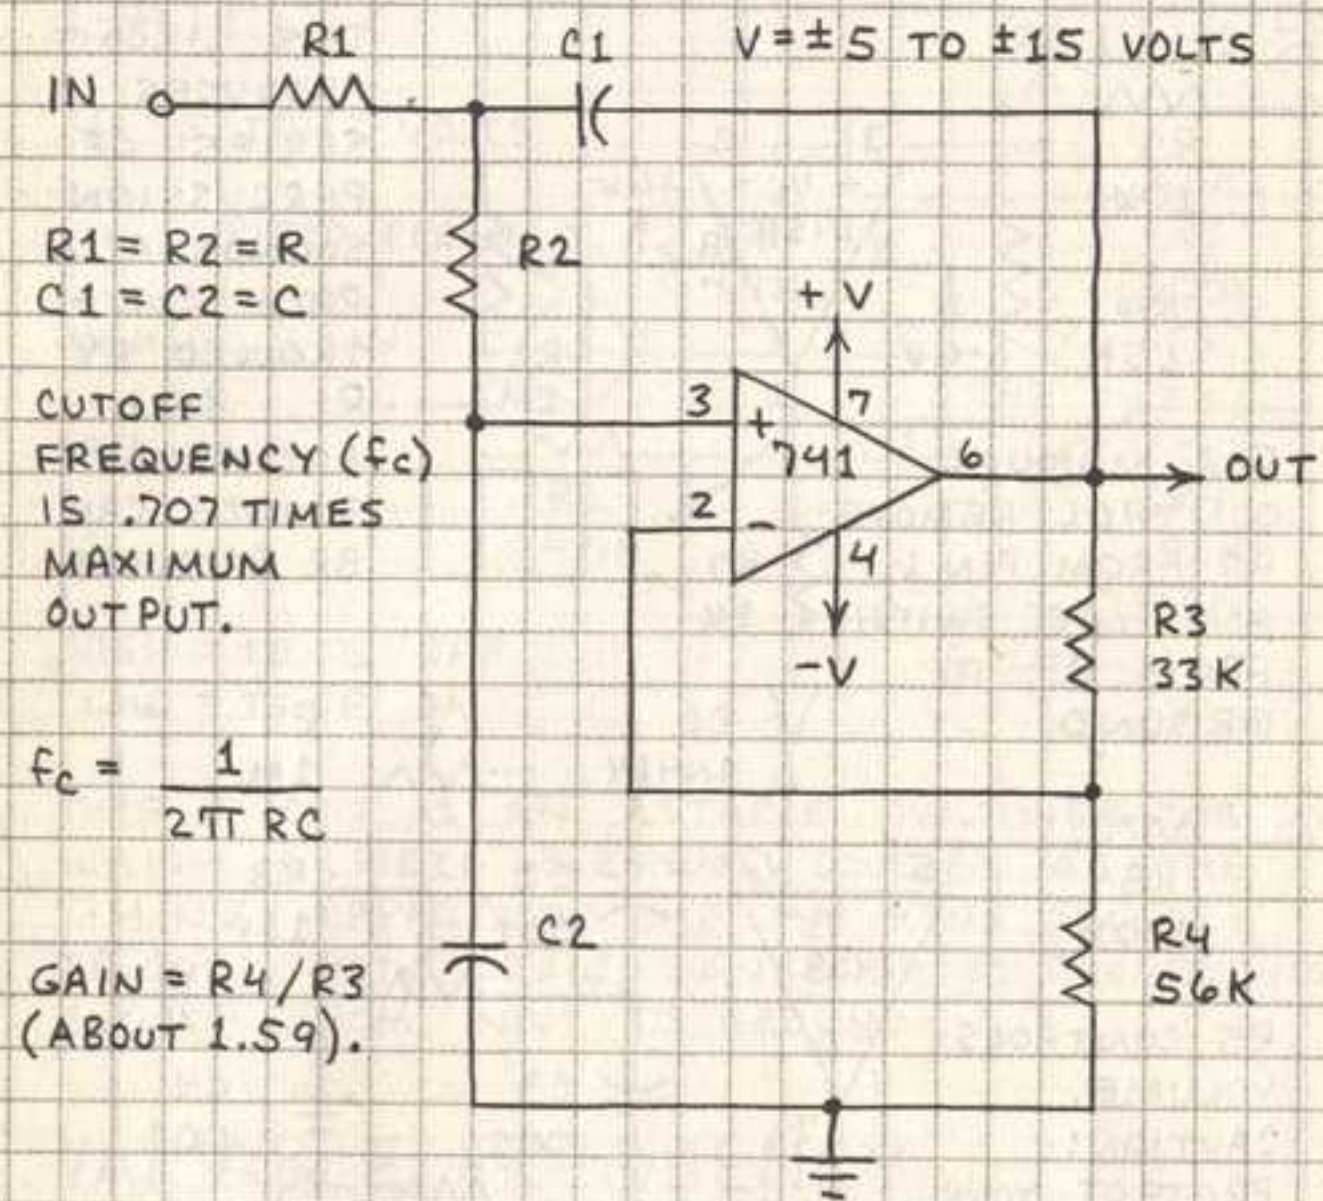 R1
C1
V = ± 5 TO ± 15 VOLTS
IN
R1 = R2 = R
C1 = C2 = C
R2
+ V
CUTOFF
FREQUENCY (fc)
IS .707 TIMES
MAXIMUM
OUTPUT.
3
+
741
7
6
OUT
2
-
4
-V
R3
33K
fc = 1
2π RC
C2
R4
56K
GAIN = R4/R3
(ABOUT 1.59).